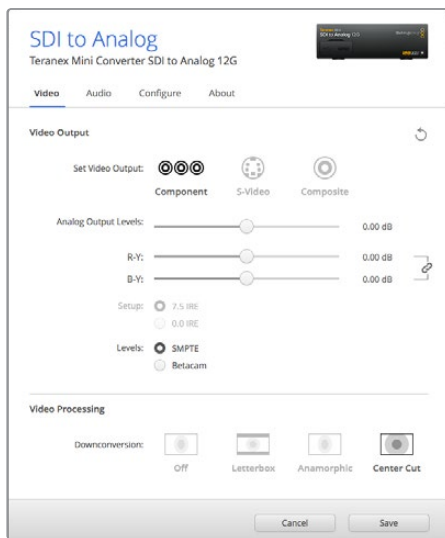 SDI to Analog
Teranex Mini Converter SDI to Analog 12G
Video Audio Configure About
Video Output
Set Video Output:
Component S-Video Composite
Analog Output Levels: 0.00 dB
R-Y: 0.00 dB
B-Y: 0.00 dB
Setup: 7.5 IRE
0.0 IRE
Levels: SMPTE
Betacam
Video Processing
Downconversion:
Off Letterbox Anamorphic Center Cut
Cancel Save